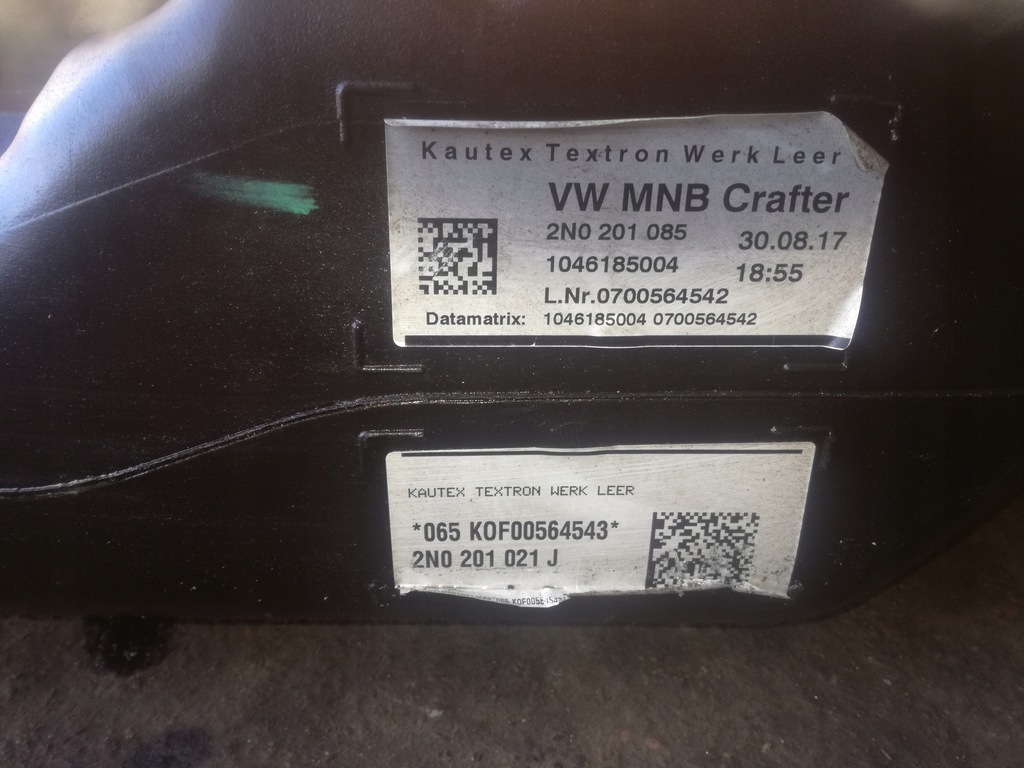 Kautex Textron Werk Leer
VW MNB Crafter
2N0 201 085 30.08.17
1046185004 18:55
L.Nr.0700564542
Datamatrix: 1046185004 0700564542
KAUTEX TEXTRON WERK LEER
*065 KOF00564543*
2N0 201 021 J